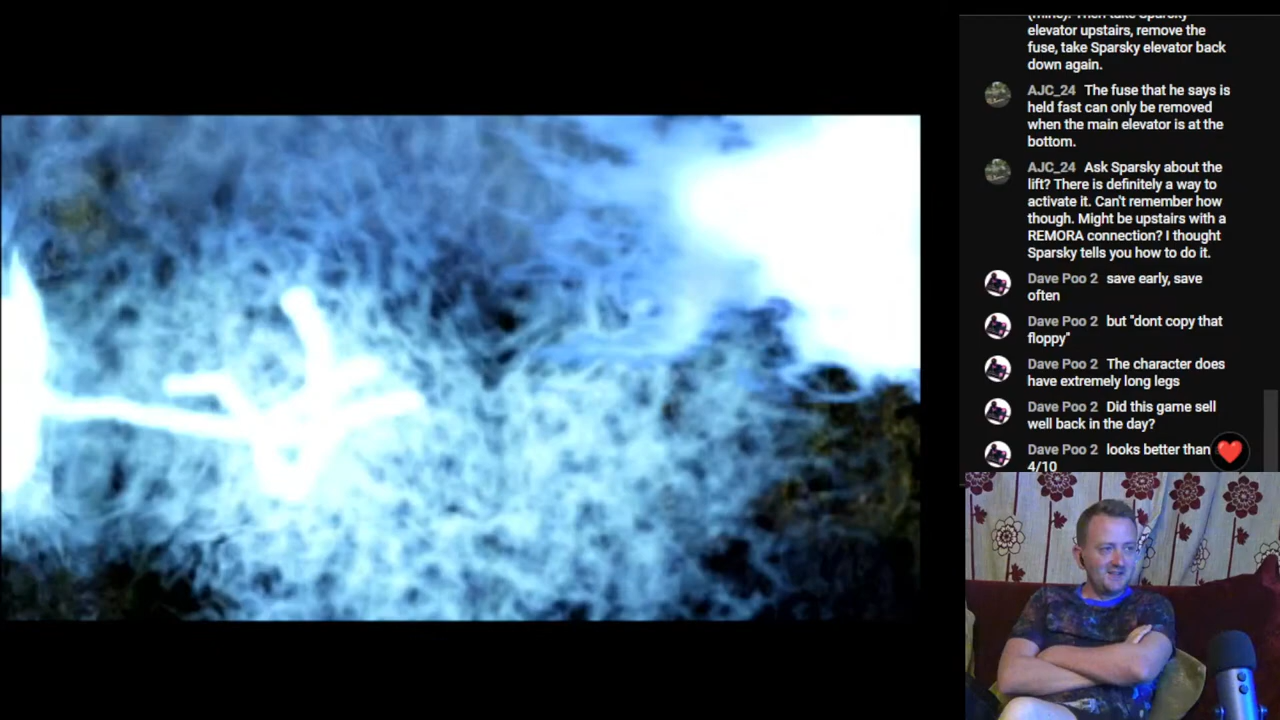 (mine). Then take Sparsky
elevator upstairs, remove the
fuse, take Sparsky elevator back
down again.
AJC_24 The fuse that he says is
held fast can only be removed
when the main elevator is at the
bottom.
AJC_24 Ask Sparsky about the
lift? There is definitely a way to
activate it. Can't remember how
though. Might be upstairs with a
REMORA connection? I thought
Sparsky tells you how to do it.
Dave Poo 2 save early, save
often
Dave Poo 2 but "dont copy that
floppy"
Dave Poo 2 The character does
have extremely long legs
Dave Poo 2 Did this game sell
well back in the day?
Dave Poo 2 looks better than
4/10